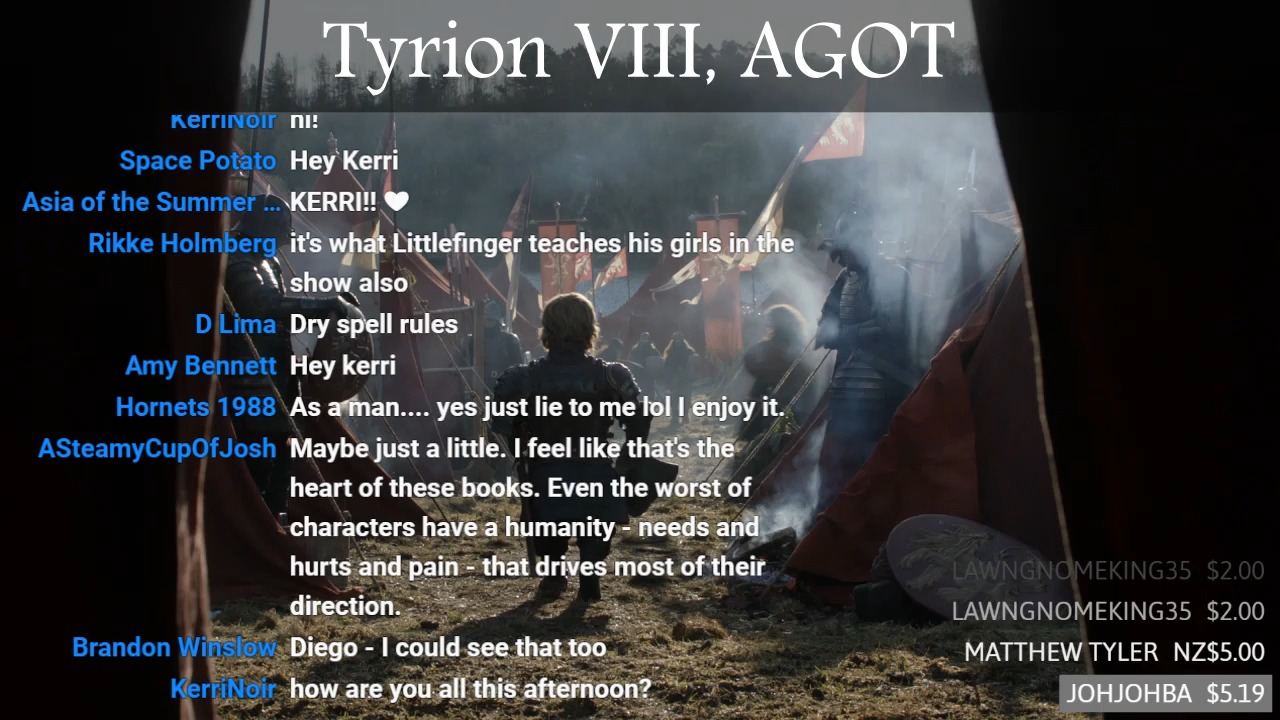 Tyrion VIII, AGOT
KerriNoir hi!
Space Potato Hey Kerri
Asia of the Summer ... KERRI!! 🤍
Rikke Holmberg it's what Littlefinger teaches his girls in the
show also
D Lima Dry spell rules
Amy Bennett Hey kerri
Hornets 1988 As a man.... yes just lie to me lol I enjoy it.
ASteamyCupOfJosh Maybe just a little. I feel like that's the
heart of these books. Even the worst of
characters have a humanity - needs and
hurts and pain - that drives most of their
direction.
Brandon Winslow Diego - I could see that too
KerriNoir how are you all this afternoon?
LAWNGNOMEKING35 $2.00
LAWNGNOMEKING35 $2.00
MATTHEW TYLER NZ$5.00
JOHJOHBA $5.19